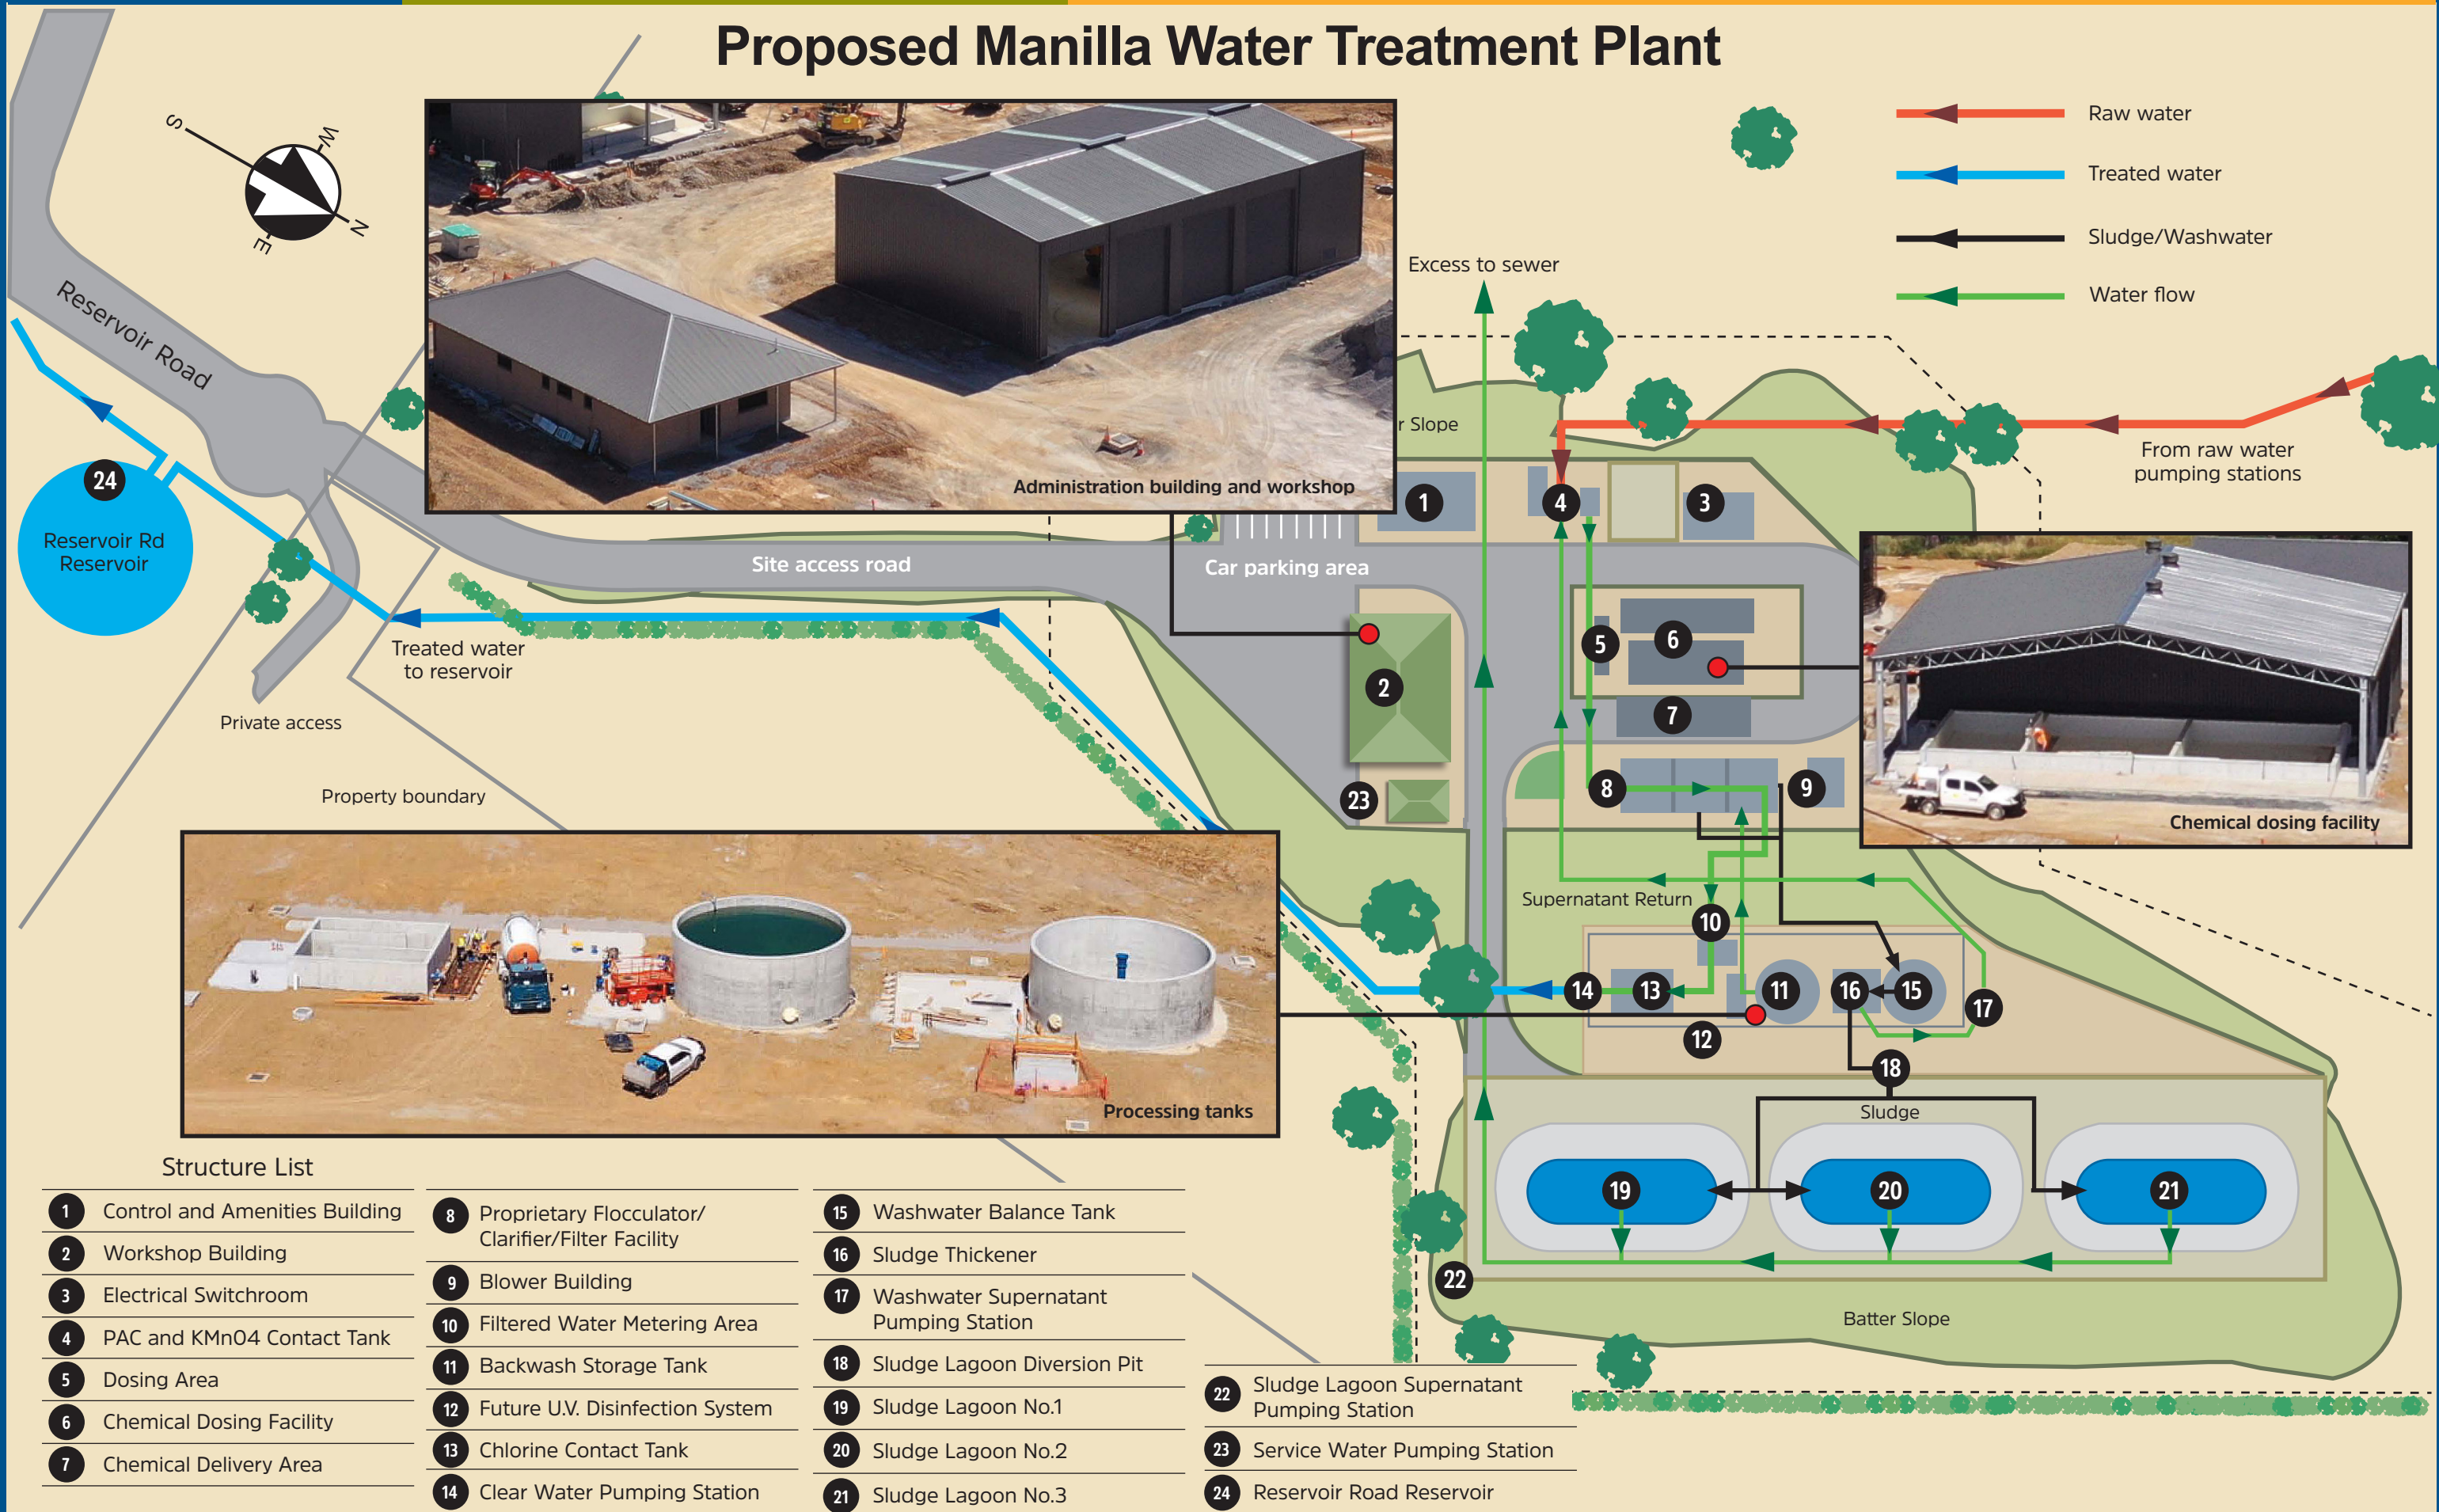 Proposed Manilla Water Treatment Plant
S
W
N
E
Raw water
Treated water
Sludge/Washwater
Water flow
Excess to sewer
Reservoir Road
r Slope
From raw water
pumping stations
Administration building and workshop
24
Reservoir Rd
Reservoir
1
4
3
Site access road
Car parking area
5
6
2
7
Treated water
to reservoir
Private access
Property boundary
8
9
23
Chemical dosing facility
Supernatant Return
10
14
13
11
16
15
17
12
18
Processing tanks
Sludge
19
20
21
22
Batter Slope
Structure List
1 Control and Amenities Building
2 Workshop Building
3 Electrical Switchroom
4 PAC and KMnO4 Contact Tank
5 Dosing Area
6 Chemical Dosing Facility
7 Chemical Delivery Area
8 Proprietary Flocculator/
Clarifier/Filter Facility
9 Blower Building
10 Filtered Water Metering Area
11 Backwash Storage Tank
12 Future U.V. Disinfection System
13 Chlorine Contact Tank
14 Clear Water Pumping Station
15 Washwater Balance Tank
16 Sludge Thickener
17 Washwater Supernatant
Pumping Station
18 Sludge Lagoon Diversion Pit
19 Sludge Lagoon No.1
20 Sludge Lagoon No.2
21 Sludge Lagoon No.3
22 Sludge Lagoon Supernatant
Pumping Station
23 Service Water Pumping Station
24 Reservoir Road Reservoir